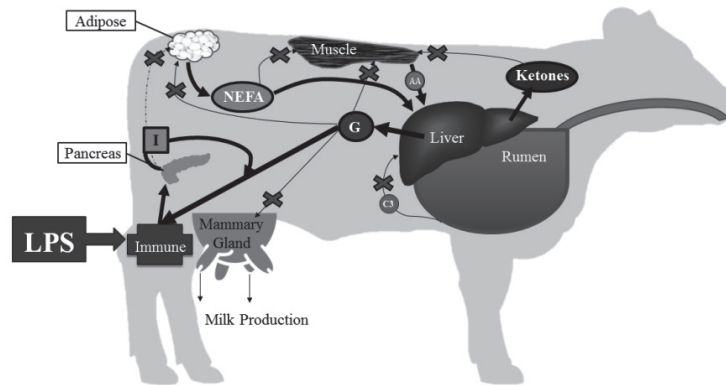 Adipose
Muscle
AA
Ketones
NEFA
I
G
Liver
Rumen
Pancreas
C3
LPS
Immune
Mammary
Gland
Milk Production